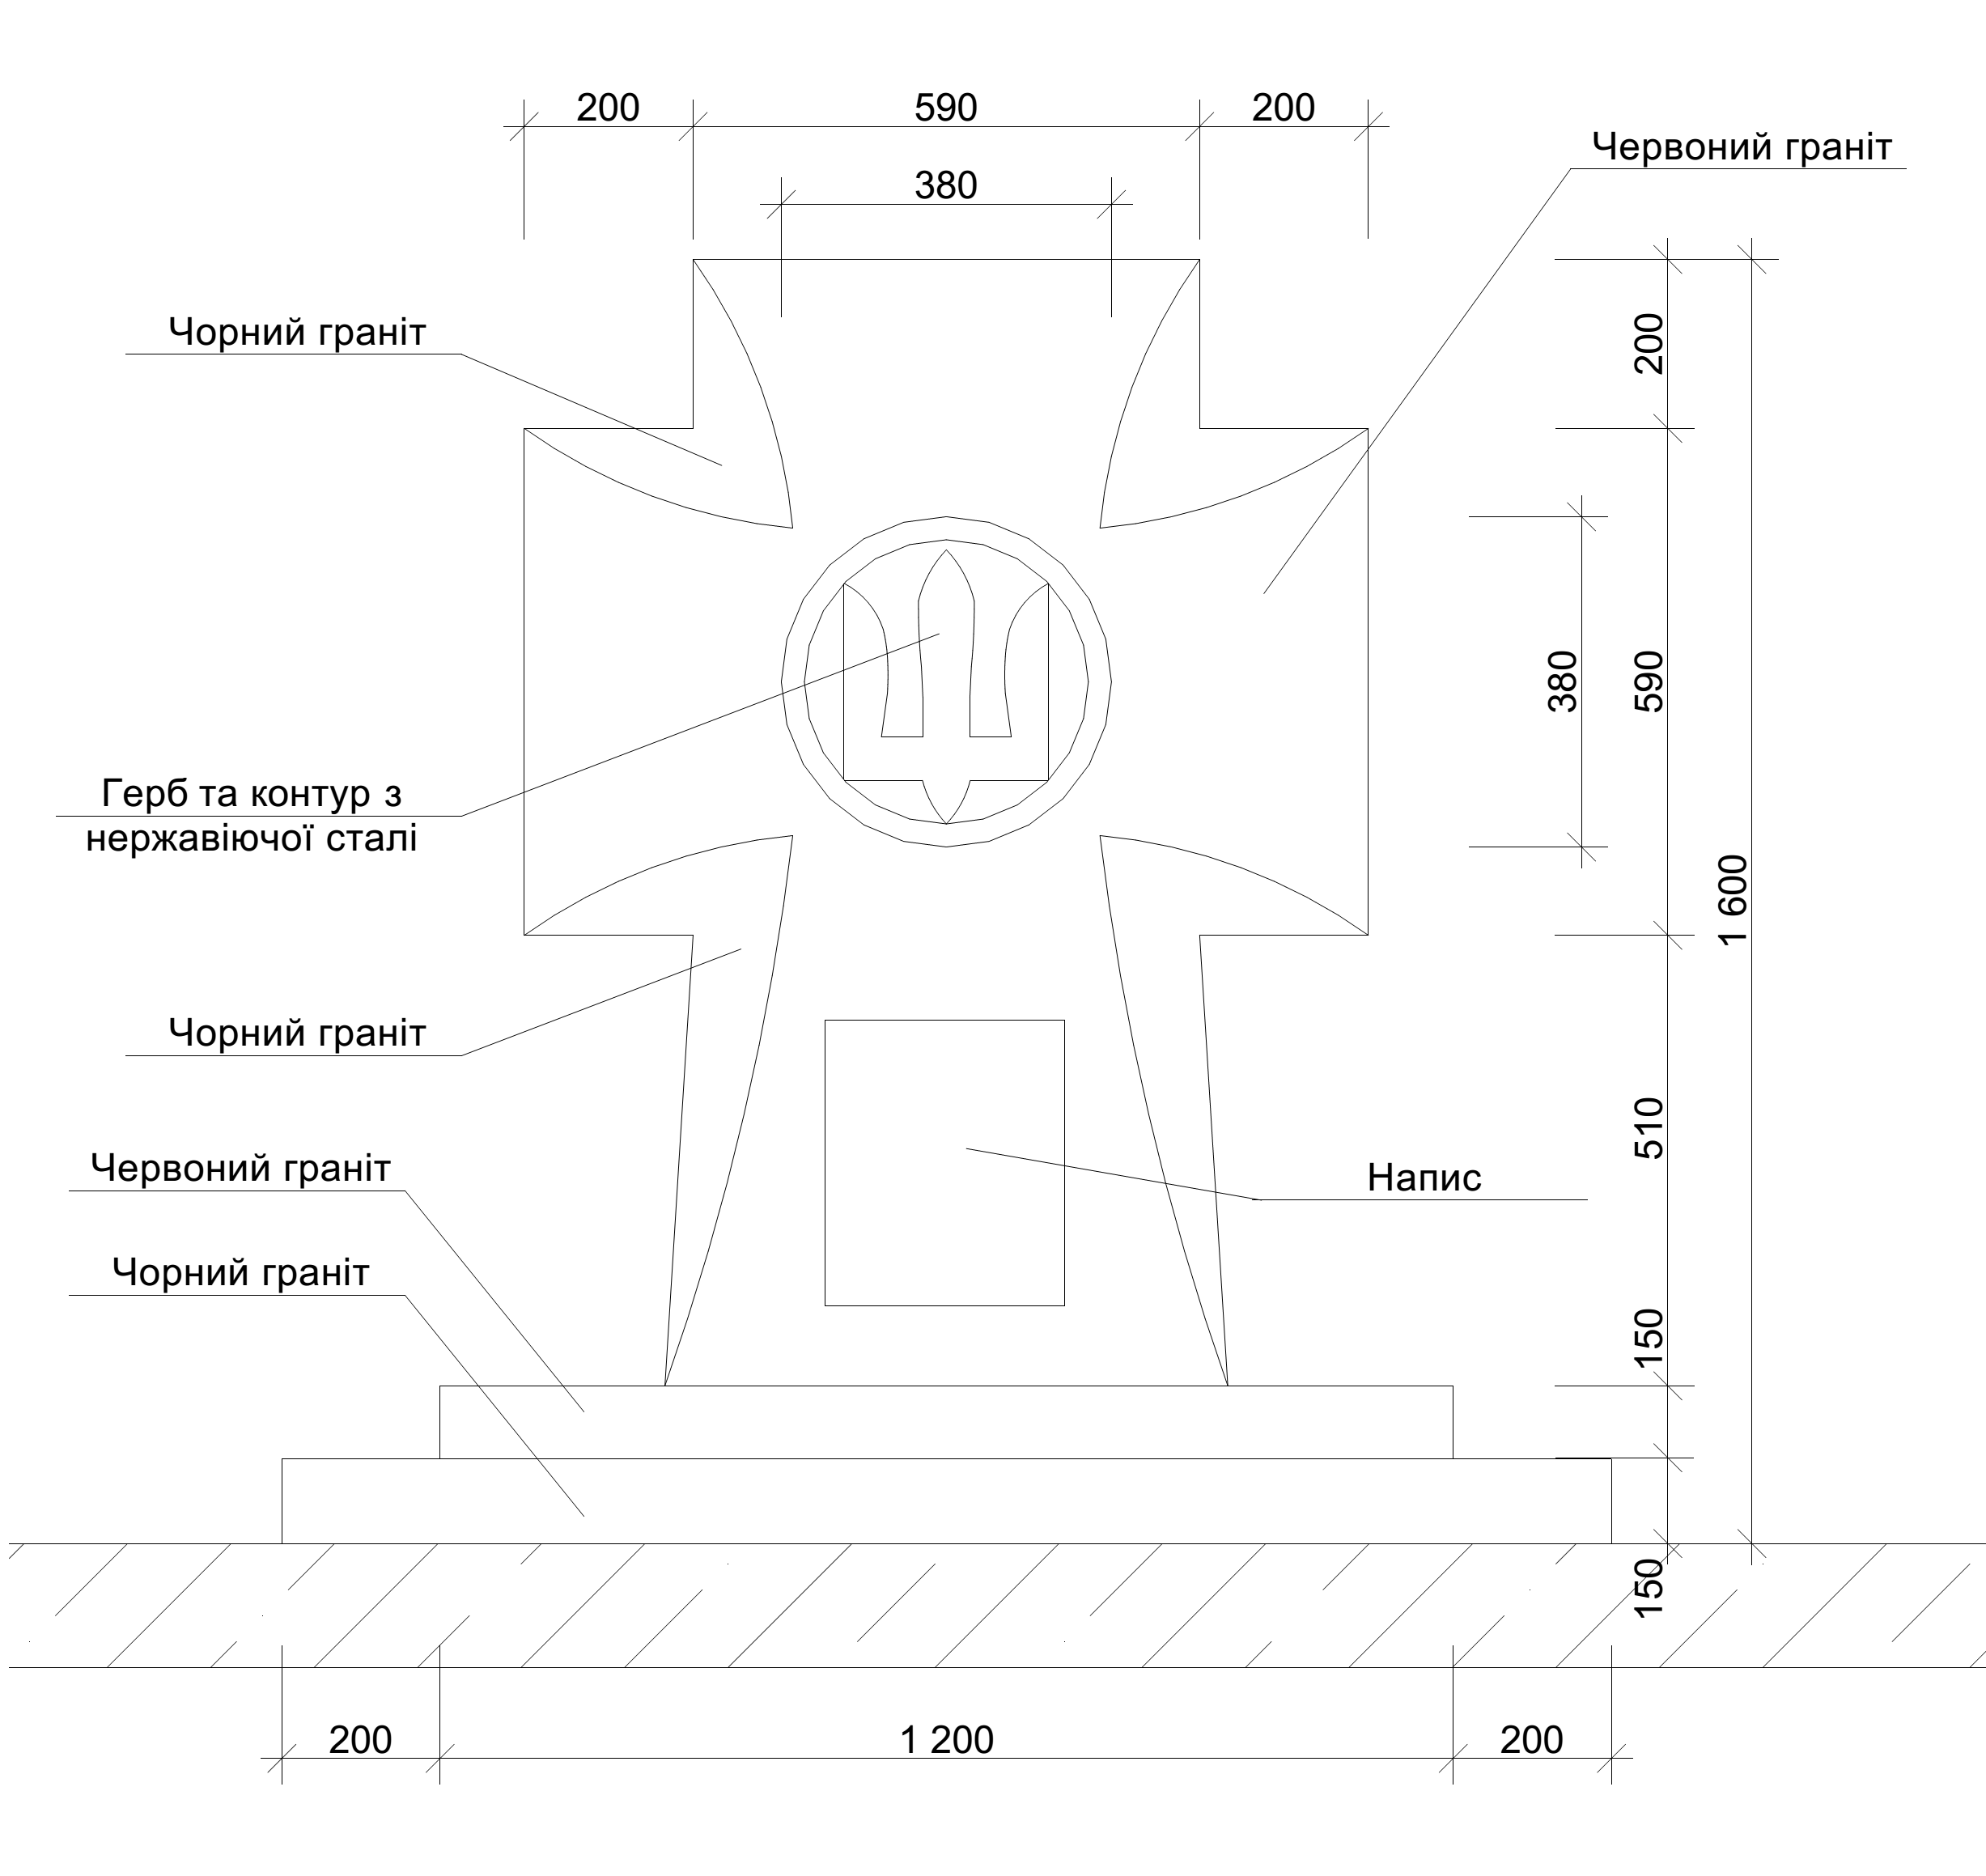 200
590
200
Червоний граніт
380
Чорний граніт
200
380
590
Герб та контур з
нержавіючої сталі
1 600
Чорний граніт
510
Червоний граніт
Напис
Чорний граніт
150
150
200
1 200
200